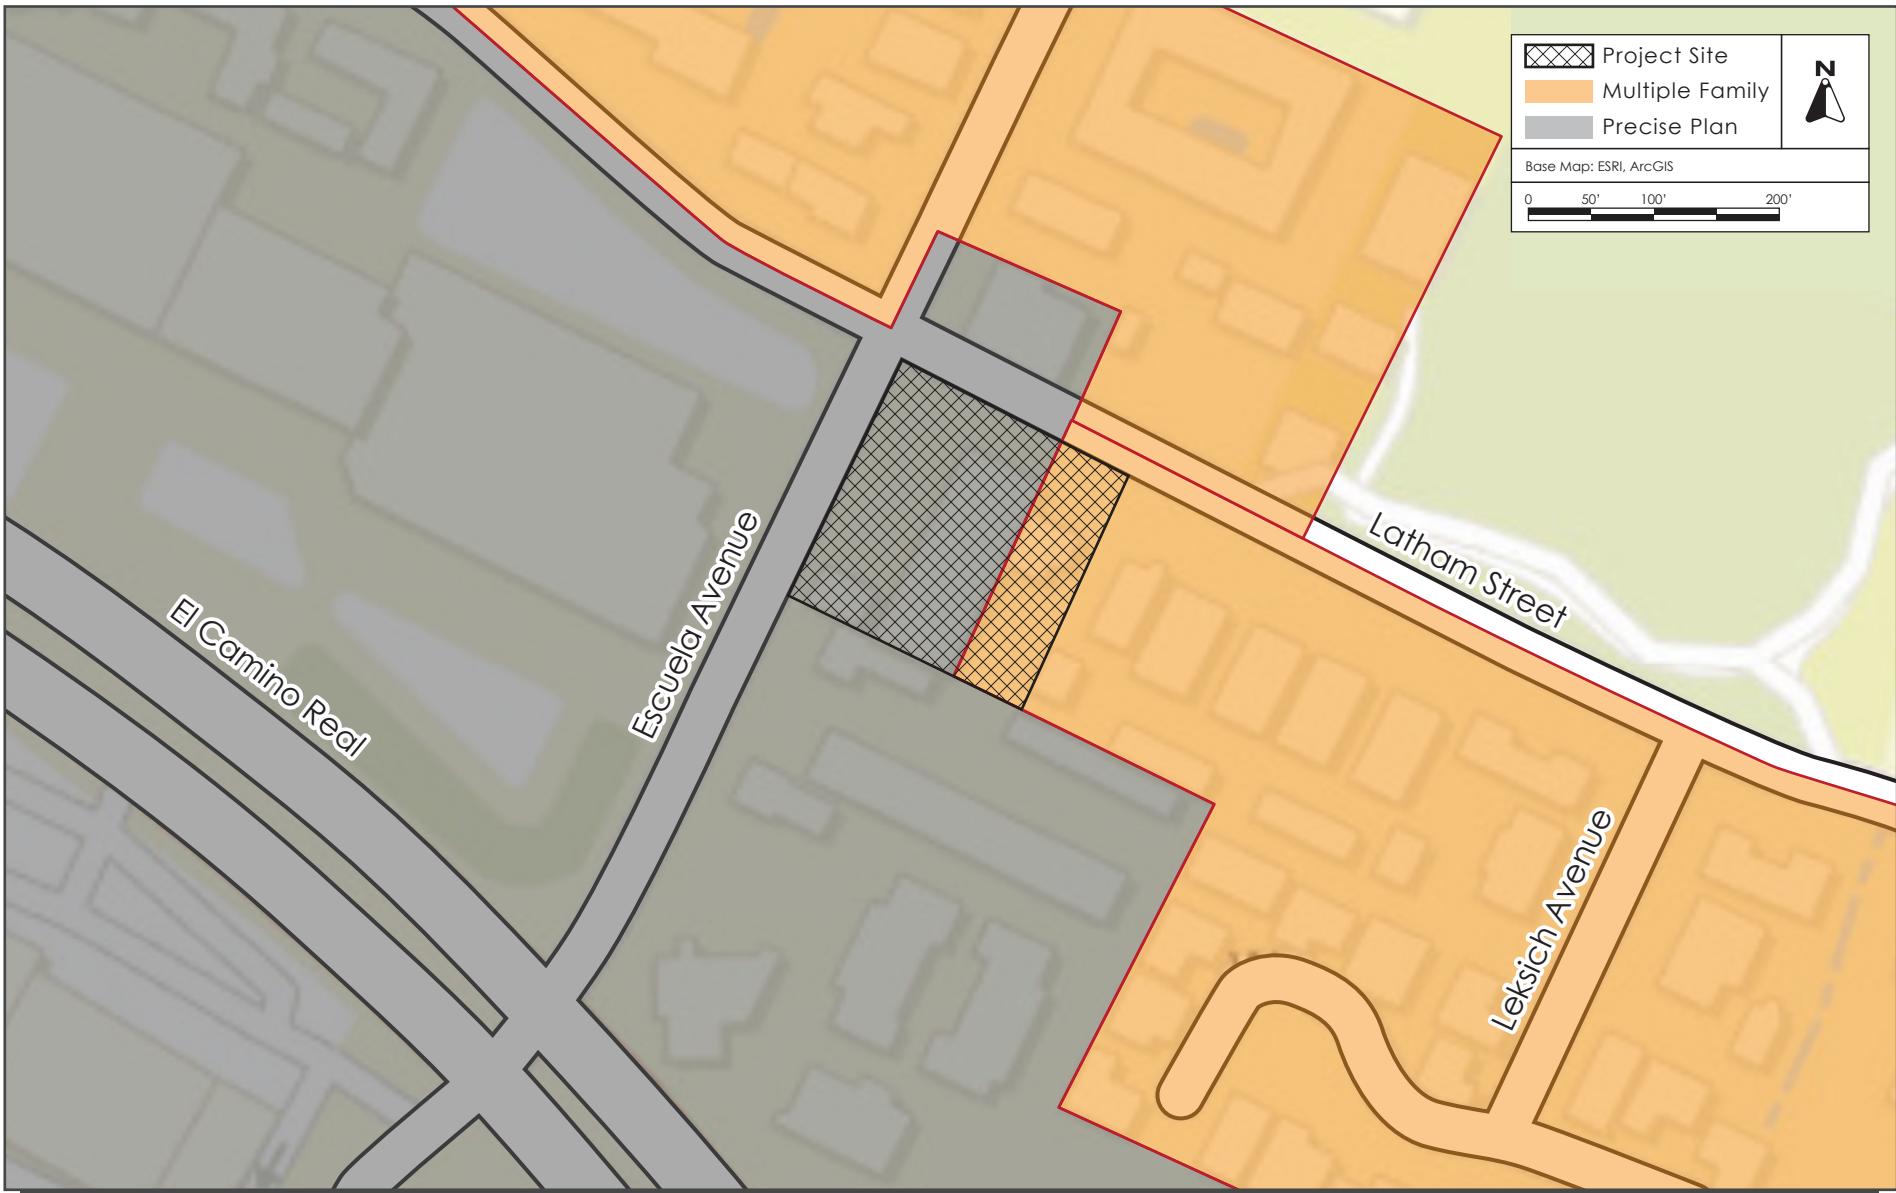 Project Site
Multiple Family
Precise Plan
N
Base Map: ESRI, ArcGIS
0 50' 100' 200'
Latham Street
Escuela Avenue
El Camino Real
Leksich Avenue